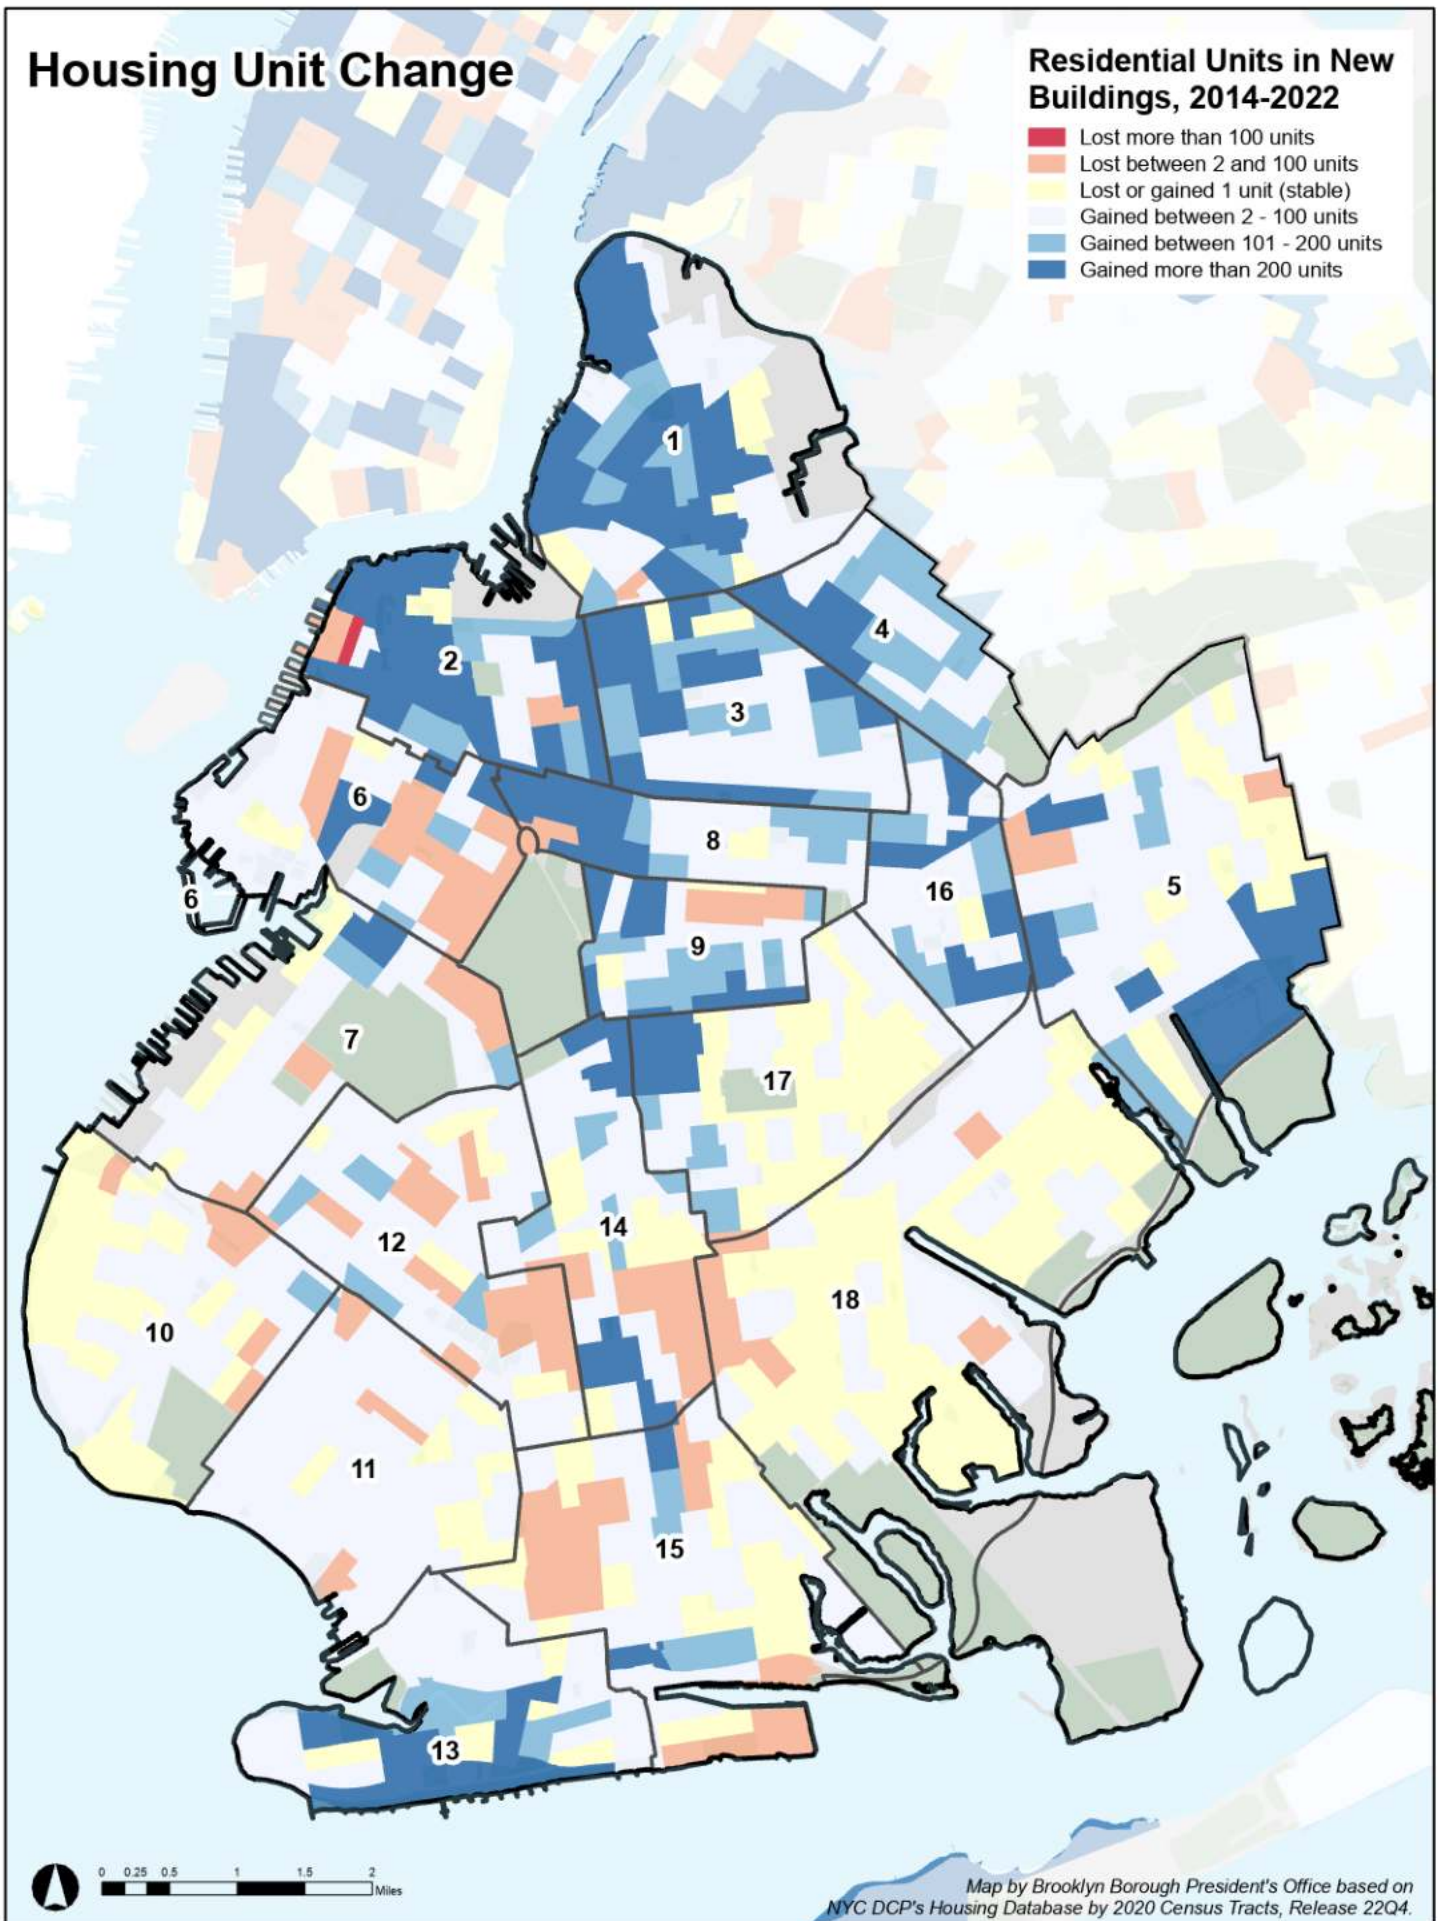 Housing Unit Change
Residential Units in New
Buildings, 2014-2022
Lost more than 100 units
Lost between 2 and 100 units
Lost or gained 1 unit (stable)
Gained between 2 - 100 units
Gained between 101 - 200 units
Gained more than 200 units
1
4
2
3
6
8
5
16
6
9
7
17
14
12
18
10
11
15
13
0 0.25 0.5 1 1.5 2
Miles
Map by Brooklyn Borough President's Office based on
NYC DCP's Housing Database by 2020 Census Tracts, Release 22Q4.